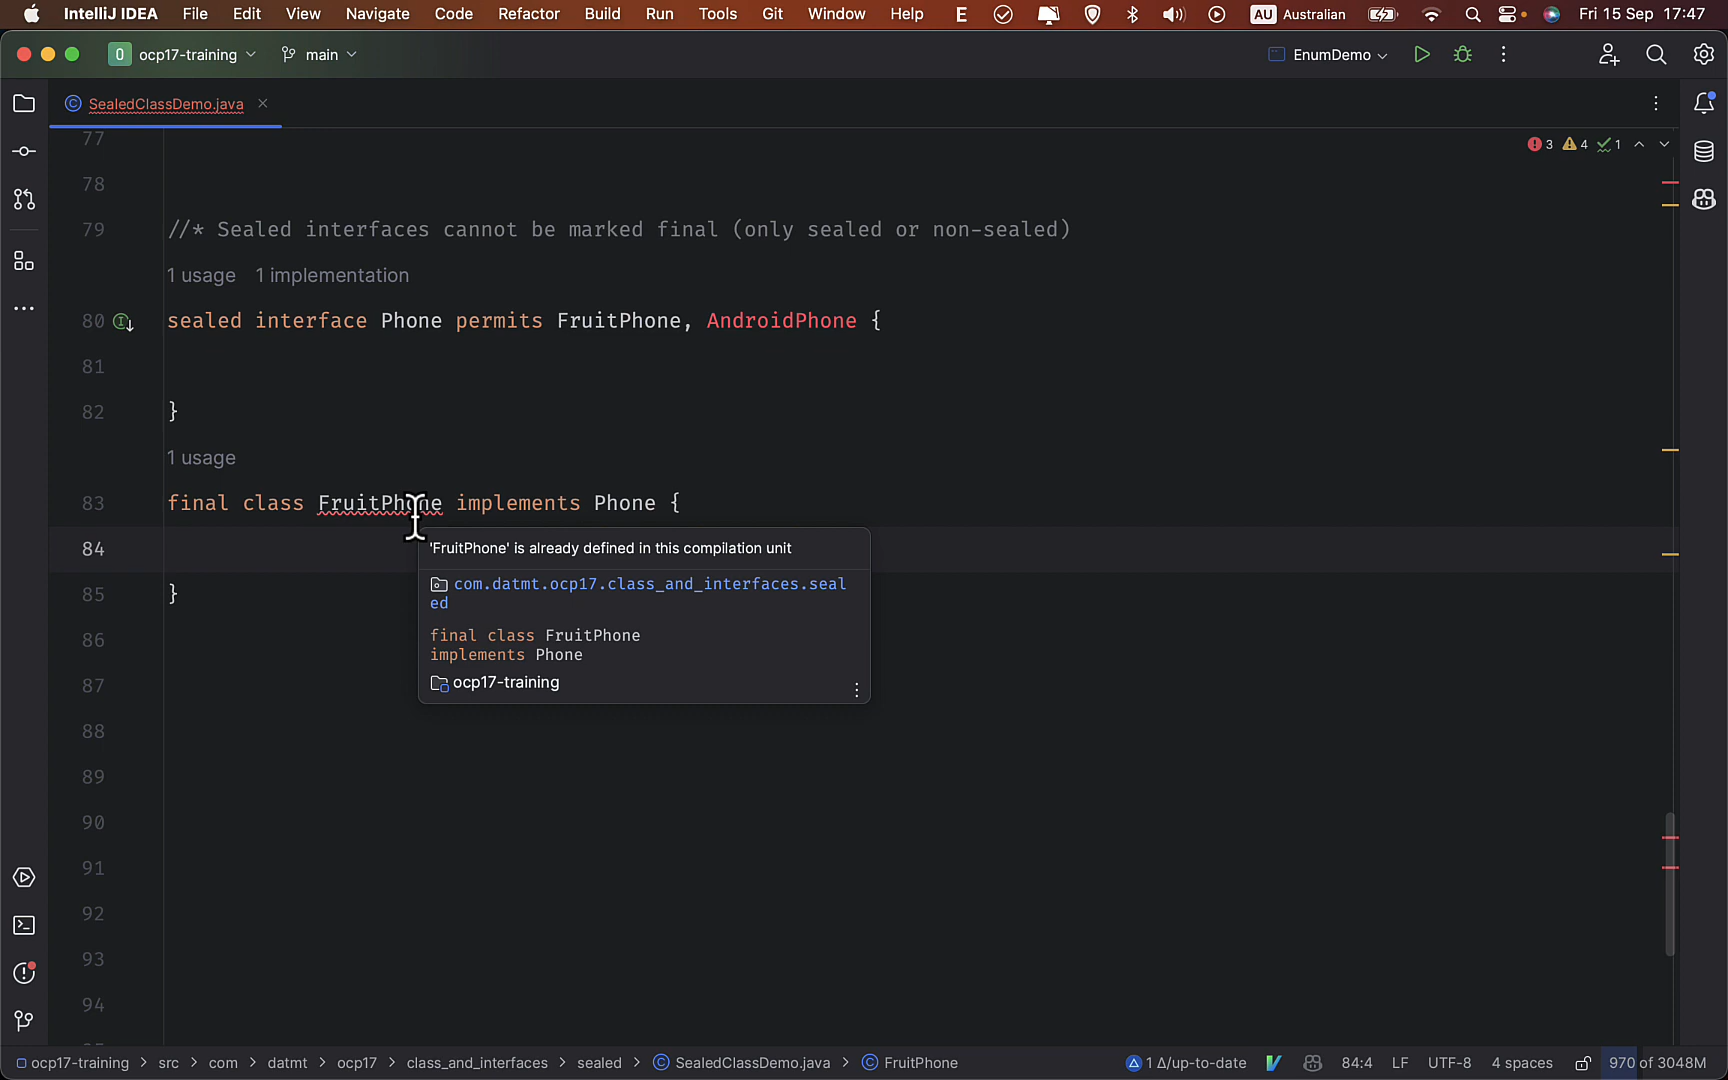 IntelliJ IDEA File Edit View Navigate Code Refactor Build Run Tools Git Window Help E AU Australian Fri 15 Sep 17:47
0 ocp17-training main EnumDemo
SealedClassDemo.java
3 4 1
77
78
79 //* Sealed interfaces cannot be marked final (only sealed or non-sealed)
1 usage 1 implementation
80 sealed interface Phone permits FruitPhone, AndroidPhone {
81
82 }
1 usage
83 final class FruitPhone implements Phone {
84
'FruitPhone' is already defined in this compilation unit
com.datmt.ocp17.class_and_interfaces.seal
ed
final class FruitPhone
implements Phone
ocp17-training
85 }
86
87
88
89
90
91
92
93
94
ocp17-training > src > com > datmt > ocp17 > class_and_interfaces > sealed > SealedClassDemo.java > FruitPhone 1 Δ/up-to-date 84:4 LF UTF-8 4 spaces 970 of 3048M